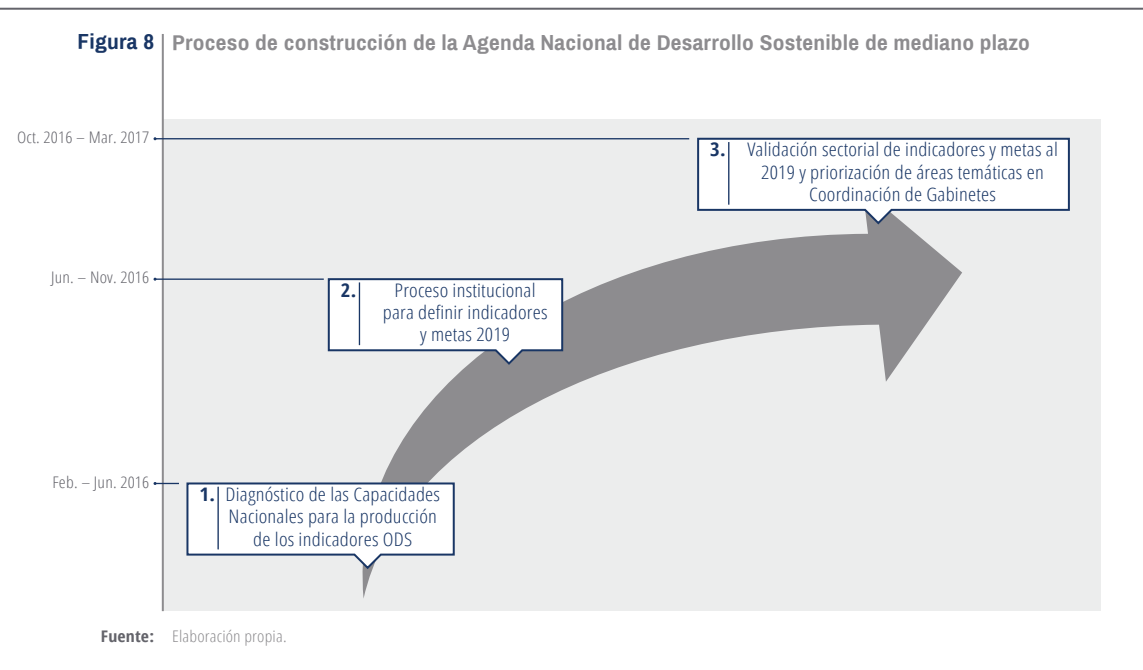 Figura 8 Proceso de construcción de la Agenda Nacional de Desarrollo Sostenible de mediano plazo
Oct. 2016 – Mar. 2017
3. Validación sectorial de indicadores y metas al
2019 y priorización de áreas temáticas en
Coordinación de Gabinetes
Jun. – Nov. 2016
2. Proceso institucional
para definir indicadores
y metas 2019
Feb. – Jun. 2016
1. Diagnóstico de las Capacidades
Nacionales para la producción
de los indicadores ODS
Fuente: Elaboración propia.